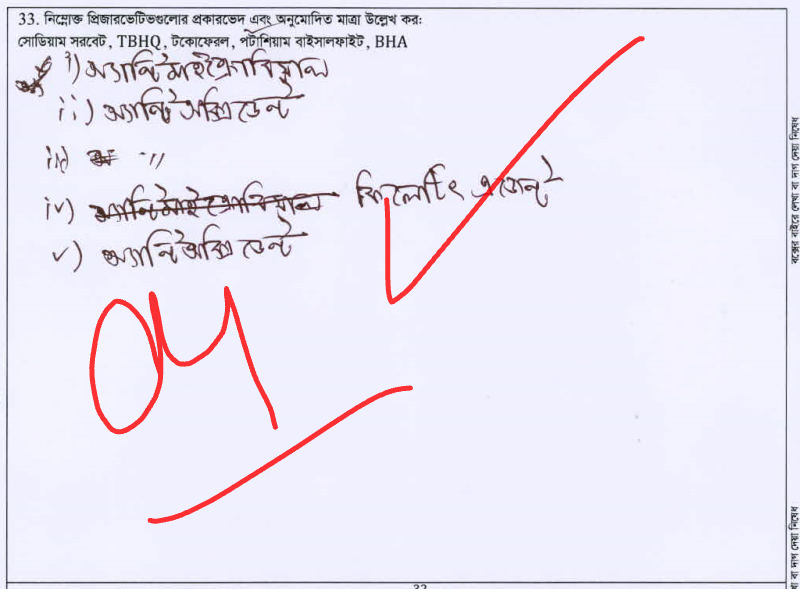 33. নিম্নোক্ত প্রিজারভেটিভগুলোর প্রকারভেদ এবং অনুমোদিত মাত্রা উল্লেখ কর:
সোডিয়াম সরবেট, TBHQ, টকোফেরল, পটাশিয়াম বাইসালফাইট, BHA
i) অ্যান্টিমাইক্রোবিয়াল
ii) অ্যান্টিঅক্সিডেন্ট
iii) "
iv) কিলেটিং এজেন্ট
v) অ্যান্টিঅক্সিডেন্ট
04
32
বক্সের বাইরে লেখা বা দাগ দেয়া নিষেধ
খা বা দাগ দেয়া নিষেধ